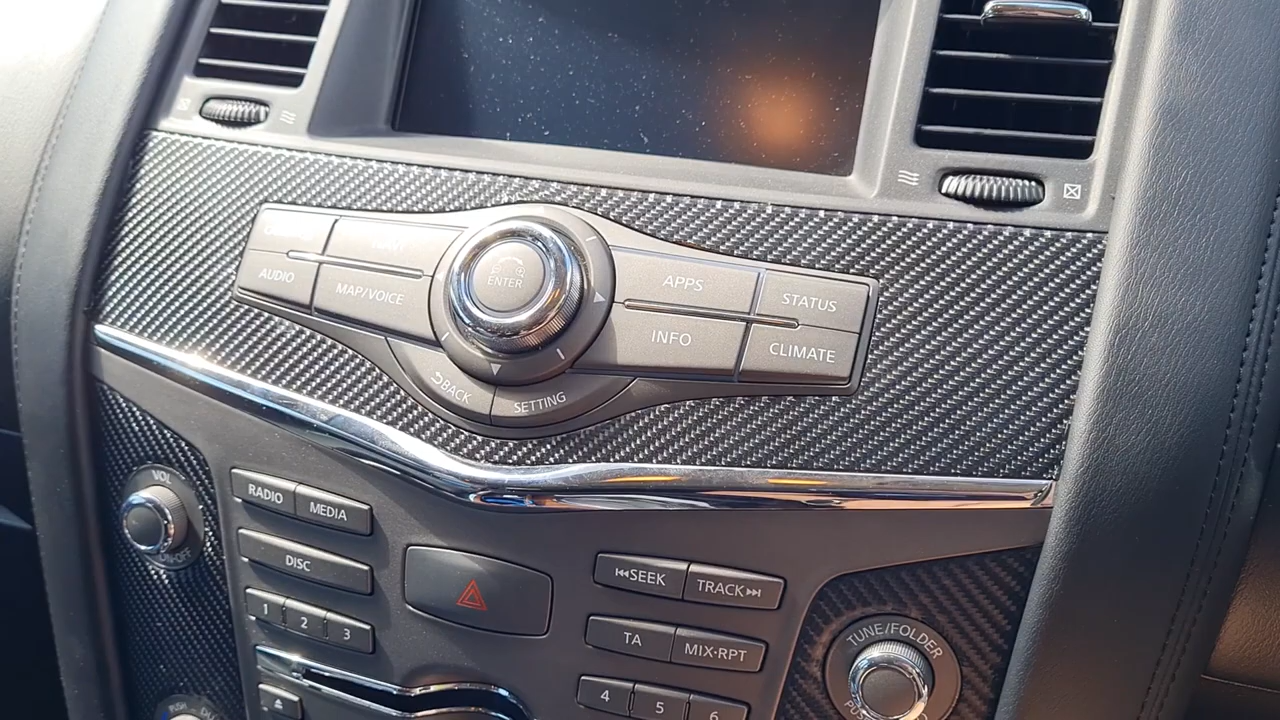 AUDIO
MAP/VOICE
ENTER
APPS
STATUS
INFO
CLIMATE
BACK
SETTING
VOL
RADIO
MEDIA
DISC
1
2
3
SEEK
TRACK
TA
MIX·RPT
4
5
6
TUNE/FOLDER
PUSH